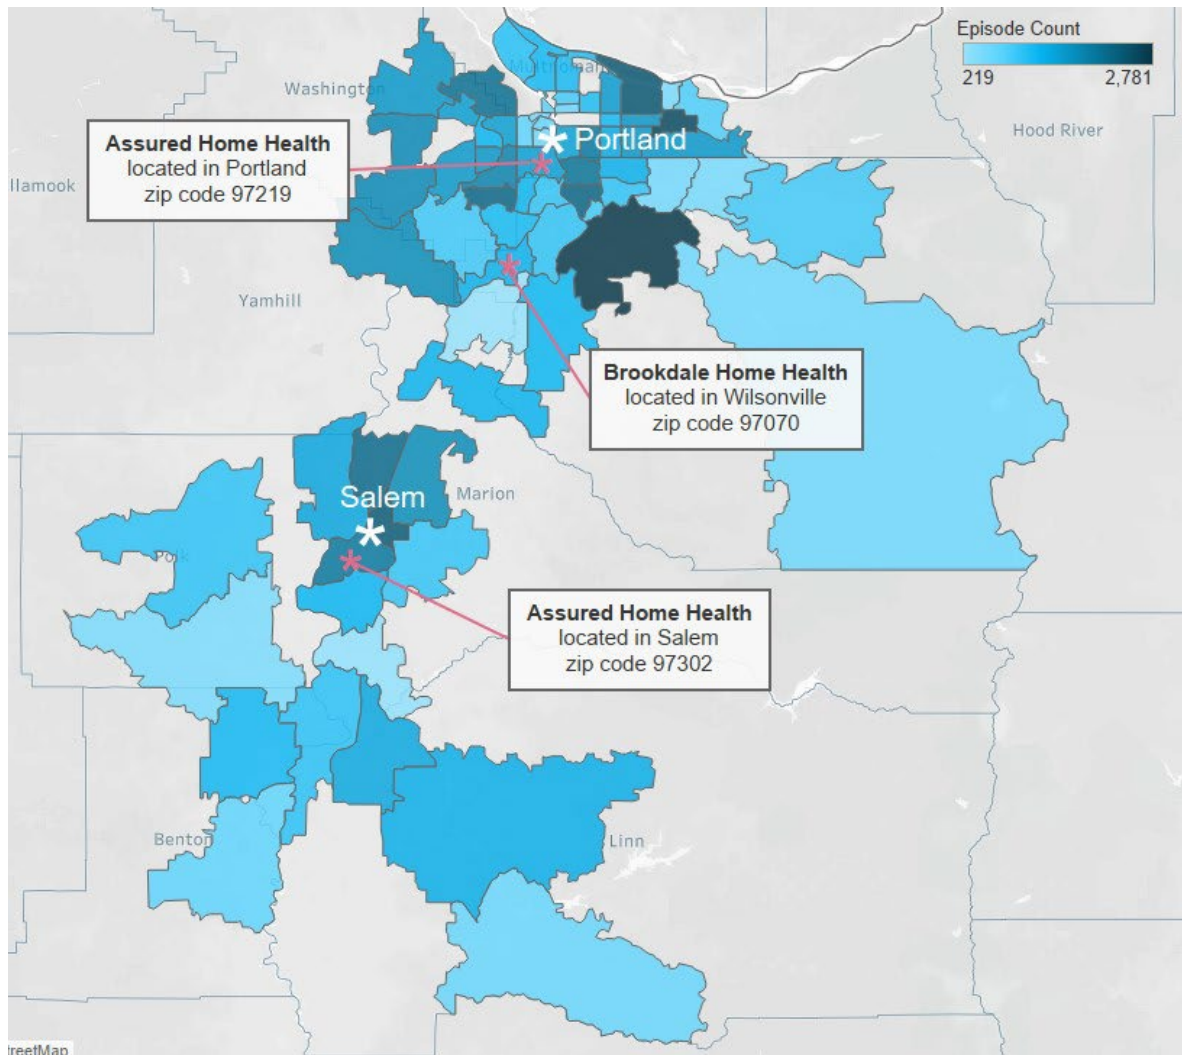 Episode Count
219 2,781
Multnomah
Washington
Hood River
Assured Home Health
located in Portland
zip code 97219
* Portland
llamook
Yamhill
Brookdale Home Health
located in Wilsonville
zip code 97070
Salem
*
Marion
Polk
Assured Home Health
located in Salem
zip code 97302
Benton
Linn
treetMap